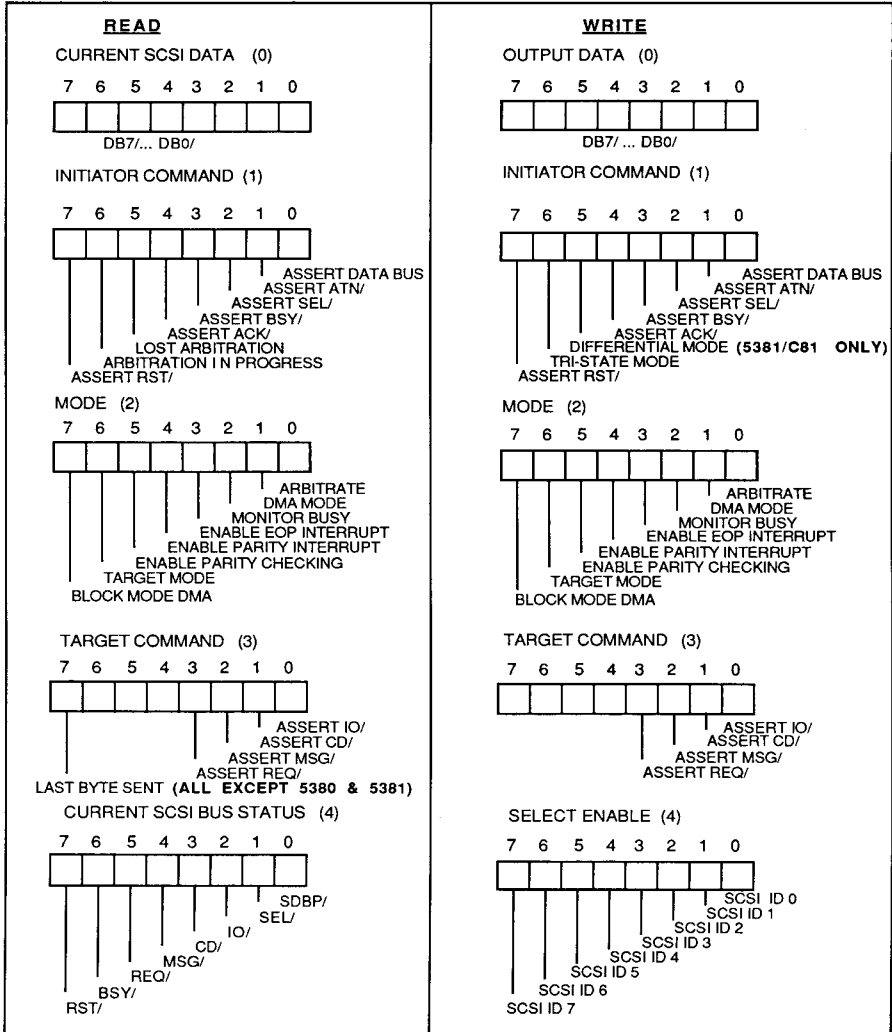 READ
CURRENT SCSI DATA (0)
7 6 5 4 3 2 1 0
DB7/... DB0/
INITIATOR COMMAND (1)
7 6 5 4 3 2 1 0
ASSERT DATA BUS
ASSERT ATN/
ASSERT SEL/
ASSERT BSY/
ASSERT ACK/
LOST ARBITRATION
ARBITRATION IN PROGRESS
ASSERT RST/
MODE (2)
7 6 5 4 3 2 1 0
ARBITRATE
DMA MODE
MONITOR BUSY
ENABLE EOP INTERRUPT
ENABLE PARITY INTERRUPT
ENABLE PARITY CHECKING
TARGET MODE
BLOCK MODE DMA
TARGET COMMAND (3)
7 6 5 4 3 2 1 0
ASSERT IO/
ASSERT CD/
ASSERT MSG/
ASSERT REQ/
LAST BYTE SENT (ALL EXCEPT 5380 & 5381)
CURRENT SCSI BUS STATUS (4)
7 6 5 4 3 2 1 0
SDBP/
SEL/
IO/
CD/
MSG/
REQ/
BSY/
RST/
WRITE
OUTPUT DATA (0)
7 6 5 4 3 2 1 0
DB7/ ... DB0/
INITIATOR COMMAND (1)
7 6 5 4 3 2 1 0
ASSERT DATA BUS
ASSERT ATN/
ASSERT SEL/
ASSERT BSY/
ASSERT ACK/
DIFFERENTIAL MODE (5381/C81 ONLY)
TRI-STATE MODE
ASSERT RST/
MODE (2)
7 6 5 4 3 2 1 0
ARBITRATE
DMA MODE
MONITOR BUSY
ENABLE EOP INTERRUPT
ENABLE PARITY INTERRUPT
ENABLE PARITY CHECKING
TARGET MODE
BLOCK MODE DMA
TARGET COMMAND (3)
7 6 5 4 3 2 1 0
ASSERT IO/
ASSERT CD/
ASSERT MSG/
ASSERT REQ/
SELECT ENABLE (4)
7 6 5 4 3 2 1 0
SCSI ID 0
SCSI ID 1
SCSI ID 2
SCSI ID 3
SCSI ID 4
SCSI ID 5
SCSI ID 6
SCSI ID 7